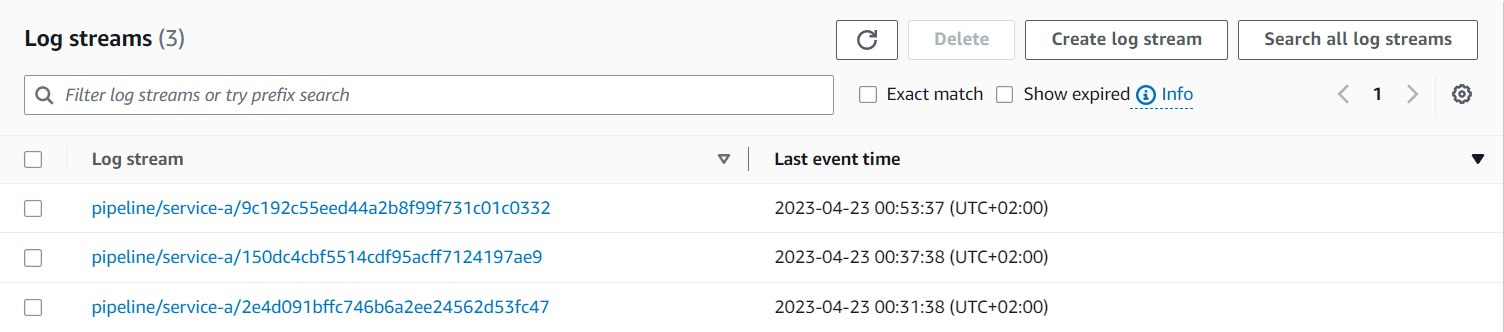 Log streams (3)
Delete
Create log stream
Search all log streams
Filter log streams or try prefix search
Exact match
Show expired
Info
1
Log stream
Last event time
pipeline/service-a/9c192c55eed44a2b8f99f731c01c0332
2023-04-23 00:53:37 (UTC+02:00)
pipeline/service-a/150dc4cbf5514cdf95acff7124197ae9
2023-04-23 00:37:38 (UTC+02:00)
pipeline/service-a/2e4d091bffc746b6a2ee24562d53fc47
2023-04-23 00:31:38 (UTC+02:00)